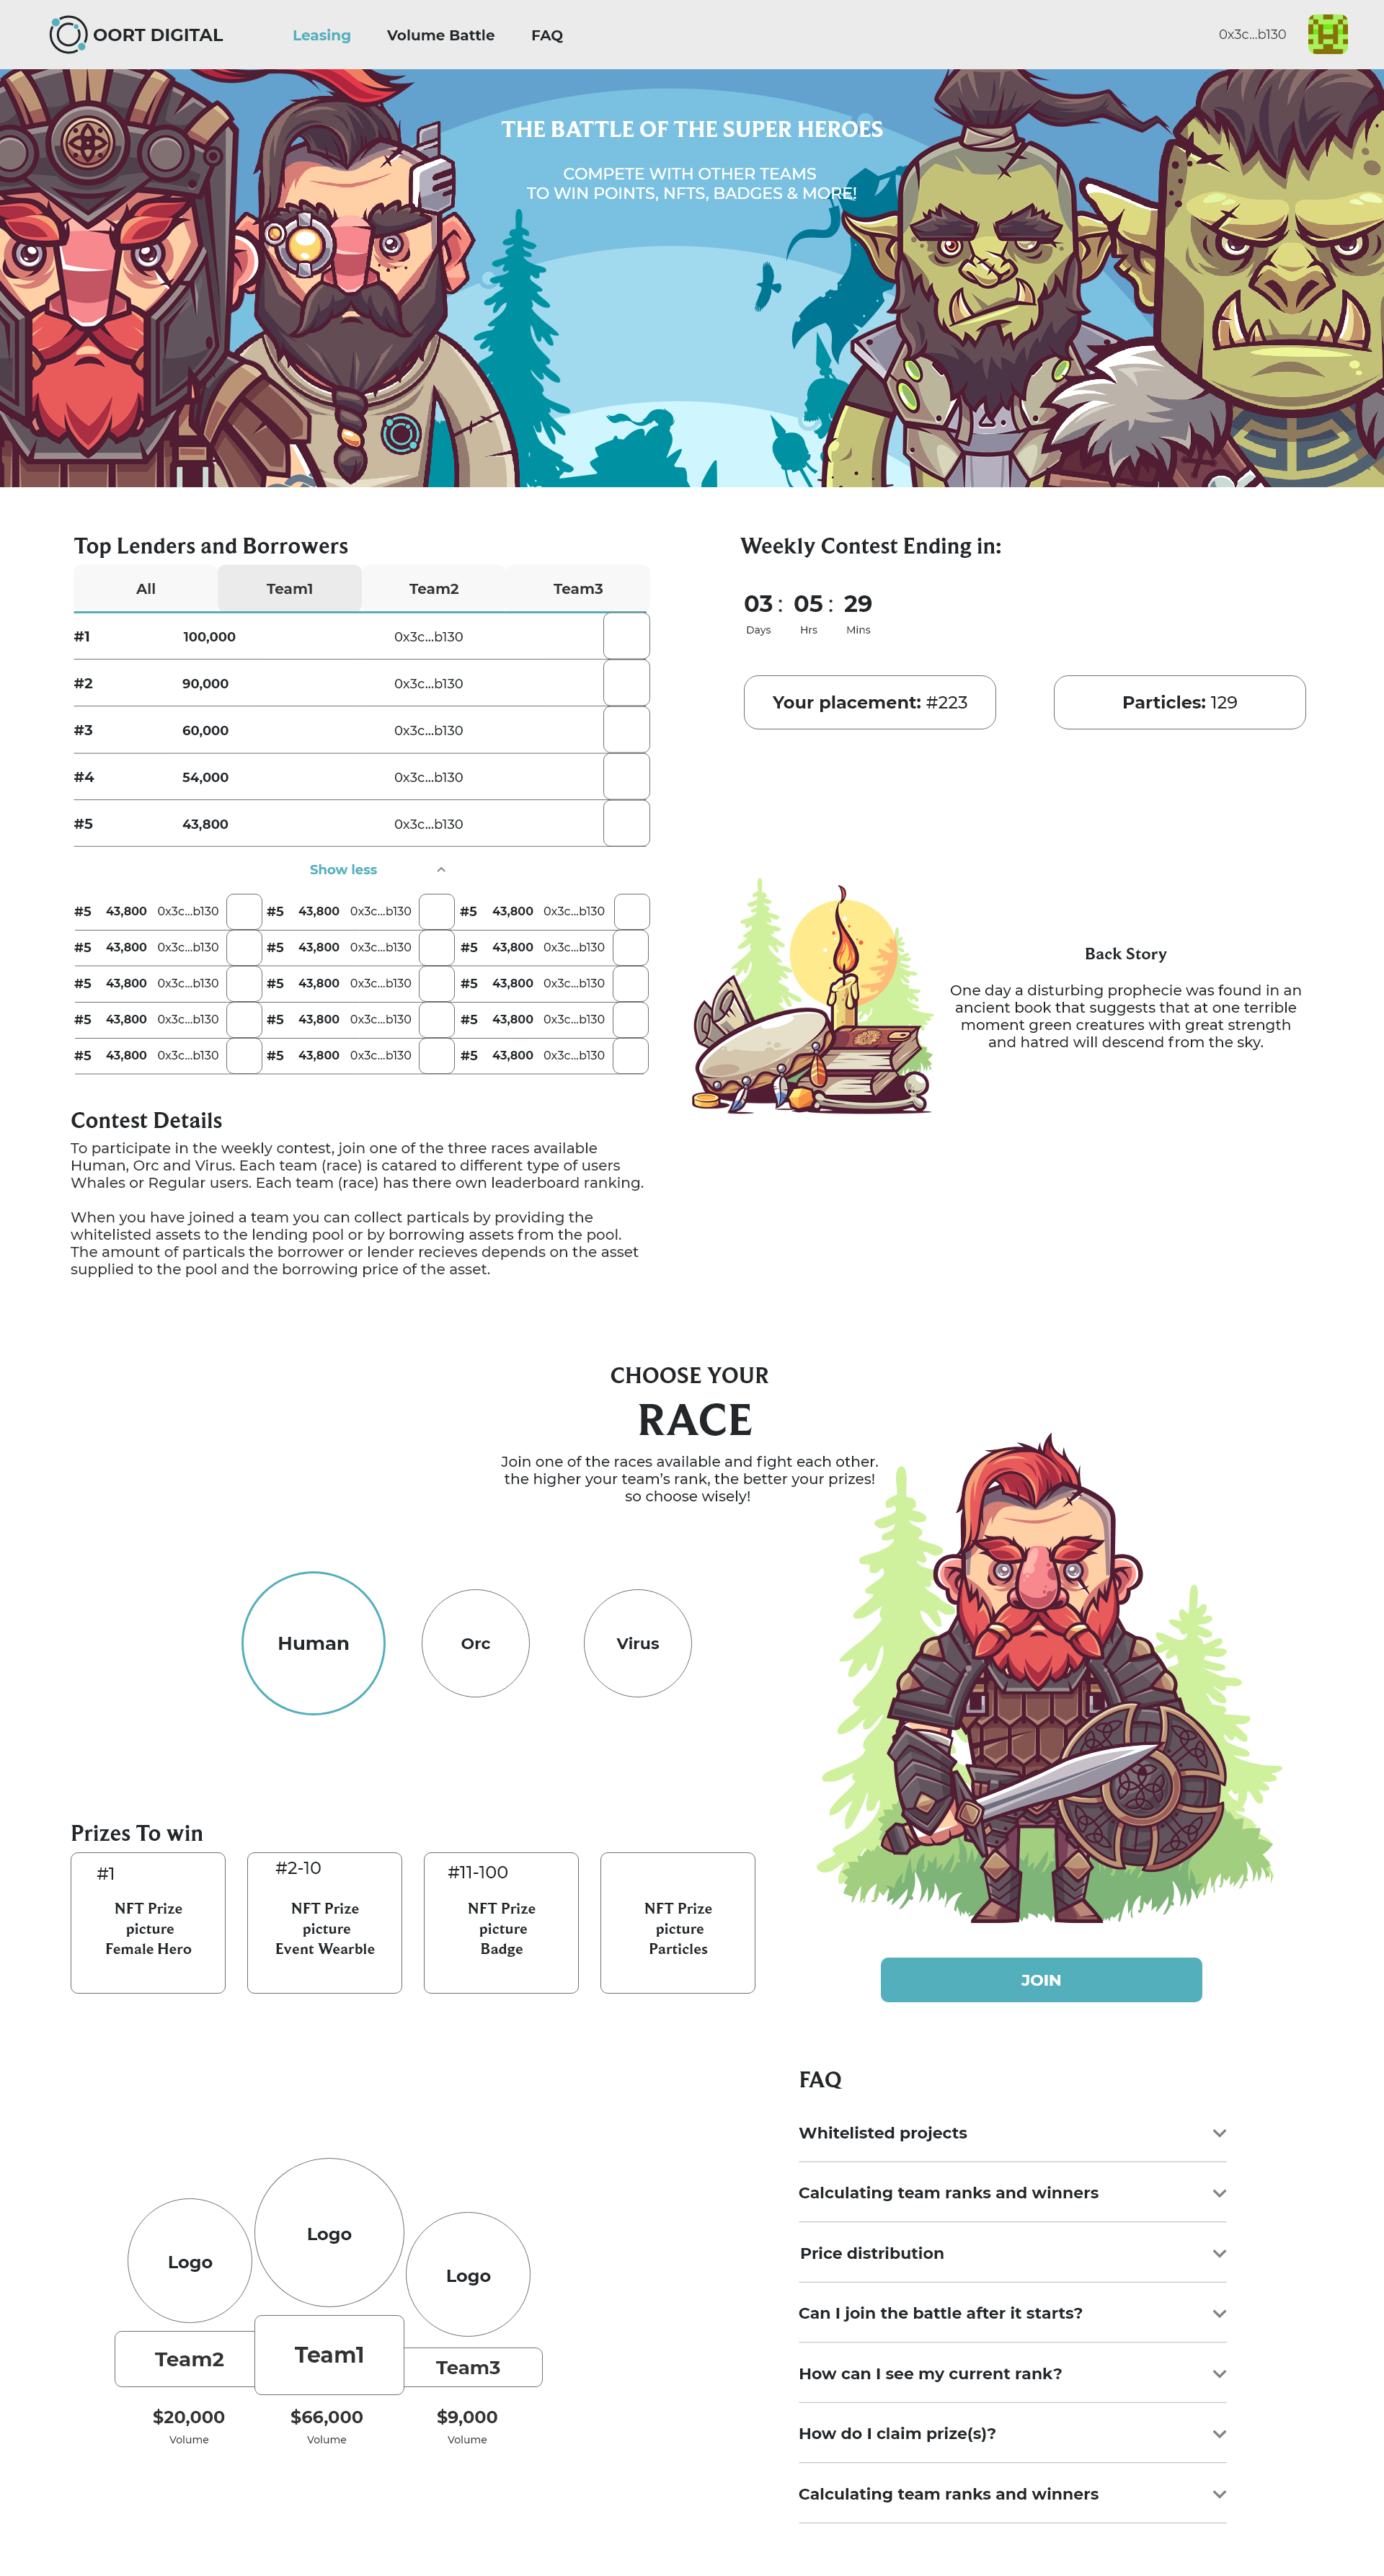 OORT DIGITAL
Leasing
Volume Battle
FAQ
0x3c...b130
THE BATTLE OF THE SUPER HEROES
COMPETE WITH OTHER TEAMS
TO WIN POINTS, NFTS, BADGES & MORE!
Top Lenders and Borrowers
All Team1 Team2 Team3
#1 100,000 0x3c...b130
#2 90,000 0x3c...b130
#3 60,000 0x3c...b130
#4 54,000 0x3c...b130
#5 43,800 0x3c...b130
Show less
#5 43,800 0x3c...b130 #5 43,800 0x3c...b130 #5 43,800 0x3c...b130
#5 43,800 0x3c...b130 #5 43,800 0x3c...b130 #5 43,800 0x3c...b130
#5 43,800 0x3c...b130 #5 43,800 0x3c...b130 #5 43,800 0x3c...b130
#5 43,800 0x3c...b130 #5 43,800 0x3c...b130 #5 43,800 0x3c...b130
#5 43,800 0x3c...b130 #5 43,800 0x3c...b130 #5 43,800 0x3c...b130
Weekly Contest Ending in:
03 : 05 : 29
Days Hrs Mins
Your placement: #223
Particles: 129
Back Story
One day a disturbing prophecie was found in an
ancient book that suggests that at one terrible
moment green creatures with great strength
and hatred will descend from the sky.
Contest Details
To participate in the weekly contest, join one of the three races available
Human, Orc and Virus. Each team (race) is catared to different type of users
Whales or Regular users. Each team (race) has there own leaderboard ranking.
When you have joined a team you can collect particals by providing the
whitelisted assets to the lending pool or by borrowing assets from the pool.
The amount of particals the borrower or lender recieves depends on the asset
supplied to the pool and the borrowing price of the asset.
CHOOSE YOUR
RACE
Join one of the races available and fight each other.
the higher your team's rank, the better your prizes!
so choose wisely!
Human
Orc
Virus
Prizes To win
#1
NFT Prize
picture
Female Hero
#2-10
NFT Prize
picture
Event Wearble
#11-100
NFT Prize
picture
Badge
NFT Prize
picture
Particles
JOIN
Logo
Logo
Logo
Team2
Team1
Team3
$20,000
Volume
$66,000
Volume
$9,000
Volume
FAQ
Whitelisted projects
Calculating team ranks and winners
Price distribution
Can I join the battle after it starts?
How can I see my current rank?
How do I claim prize(s)?
Calculating team ranks and winners